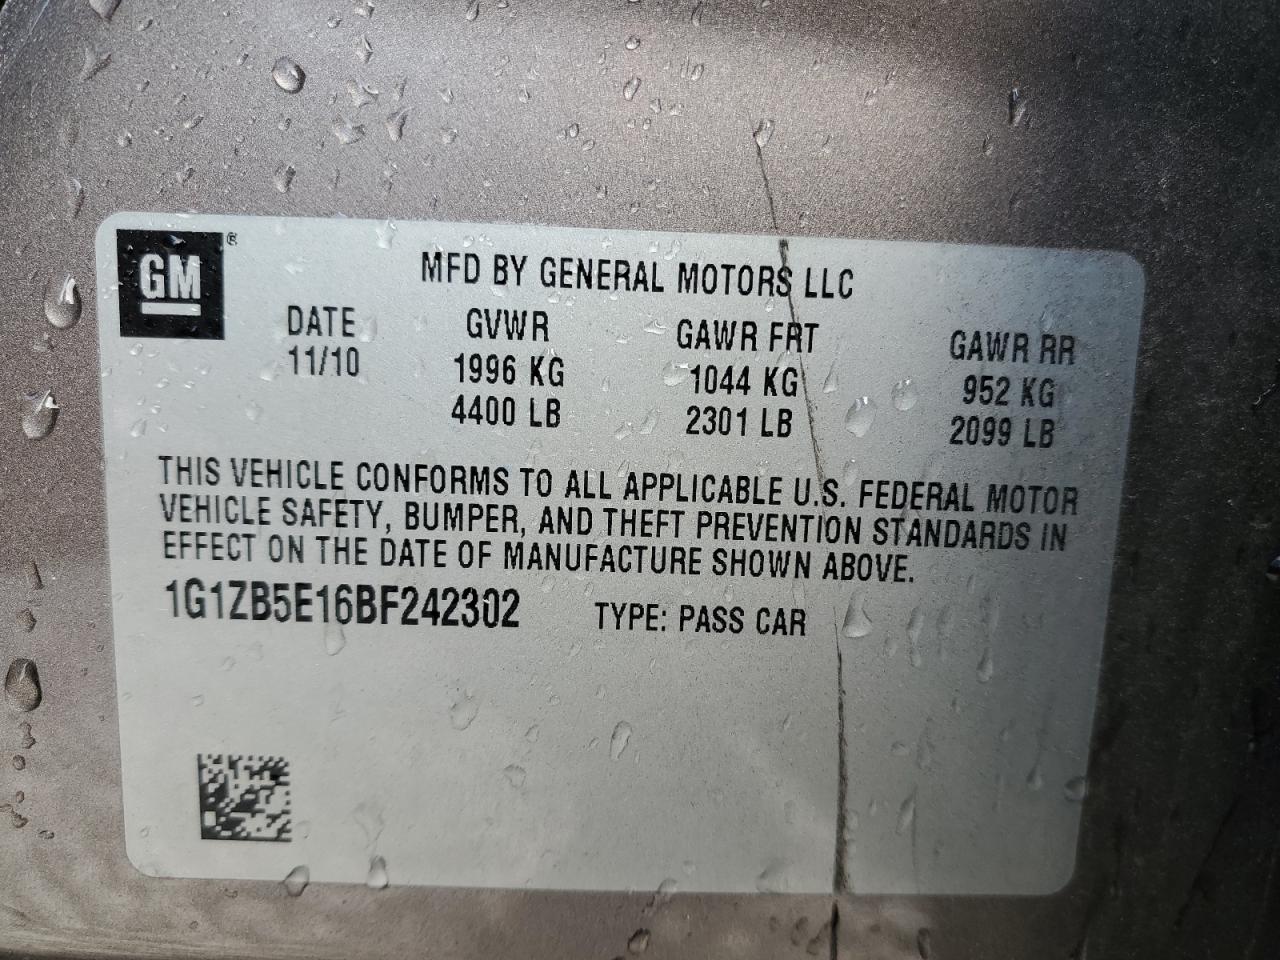 GM®
MFD BY GENERAL MOTORS LLC
DATE GVWR GAWR FRT GAWR RR
11/10 1996 KG 1044 KG 952 KG
4400 LB 2301 LB 2099 LB
THIS VEHICLE CONFORMS TO ALL APPLICABLE U.S. FEDERAL MOTOR
VEHICLE SAFETY, BUMPER, AND THEFT PREVENTION STANDARDS IN
EFFECT ON THE DATE OF MANUFACTURE SHOWN ABOVE.
1G1ZB5E16BF242302 TYPE: PASS CAR